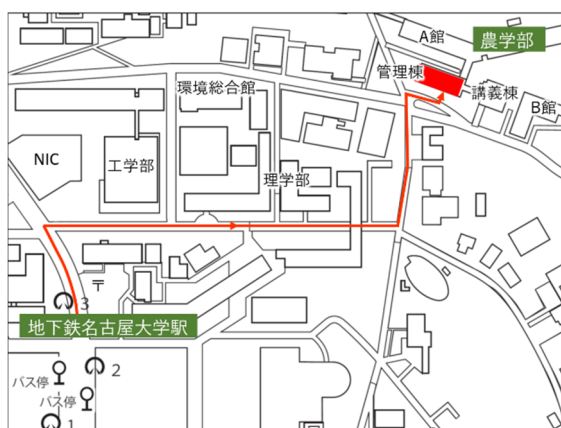 A館
農学部
管理棟
環境総合館
講義棟
B館
NIC
工学部
理学部
〒
3
地下鉄名古屋大学駅
2
バス停
バス停
1